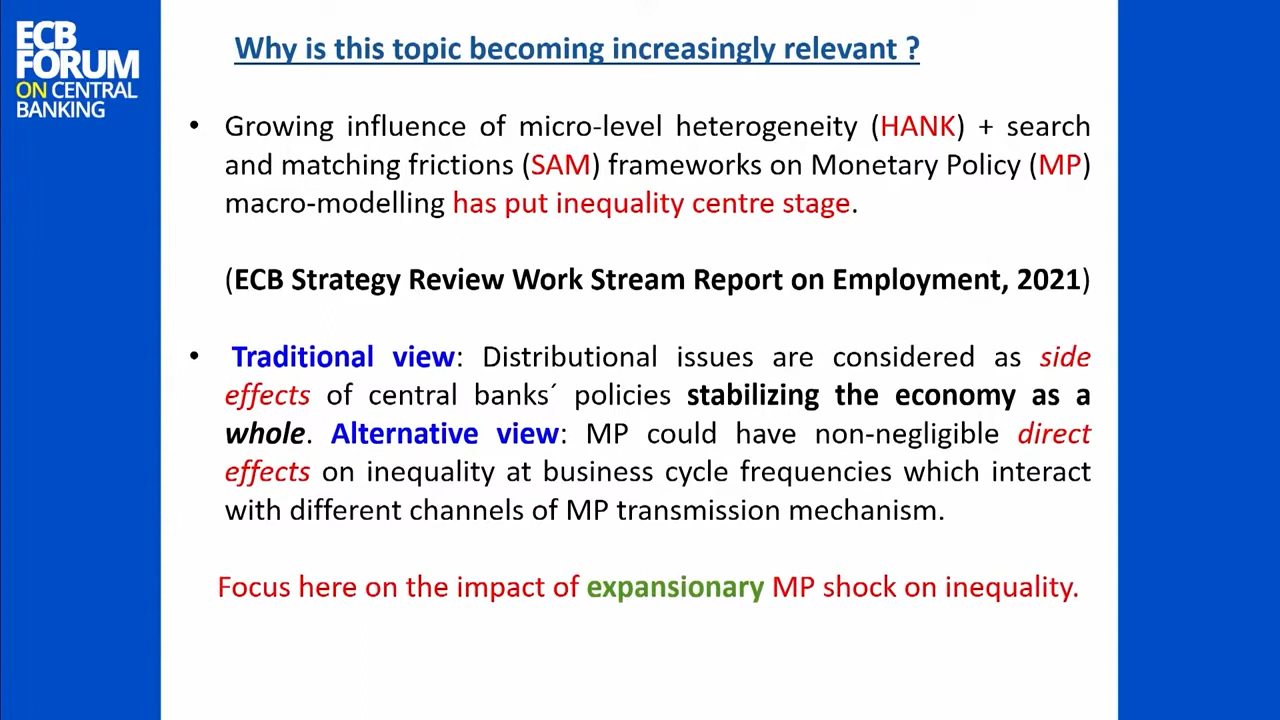 ECB
FORUM
ON CENTRAL
BANKING
Why is this topic becoming increasingly relevant ?
• Growing influence of micro-level heterogeneity (HANK) + search
and matching frictions (SAM) frameworks on Monetary Policy (MP)
macro-modelling has put inequality centre stage.
(ECB Strategy Review Work Stream Report on Employment, 2021)
• Traditional view: Distributional issues are considered as side
effects of central banks´ policies stabilizing the economy as a
whole. Alternative view: MP could have non-negligible direct
effects on inequality at business cycle frequencies which interact
with different channels of MP transmission mechanism.
Focus here on the impact of expansionary MP shock on inequality.